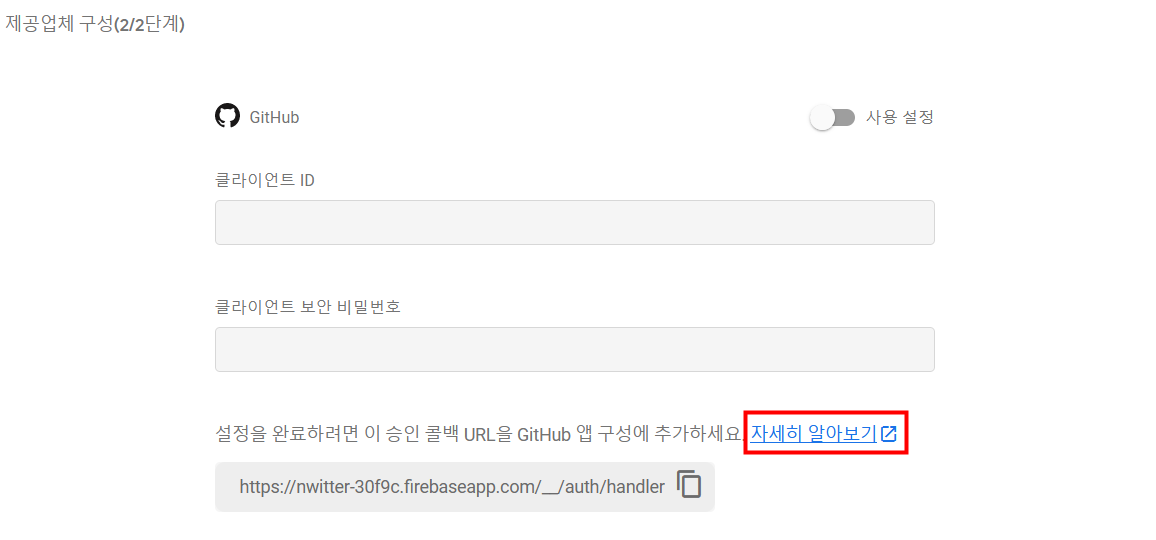 제공업체 구성(2/2단계)
GitHub 사용 설정
클라이언트 ID
클라이언트 보안 비밀번호
설정을 완료하려면 이 승인 콜백 URL을 GitHub 앱 구성에 추가하세요. 자세히 알아보기
https://nwitter-30f9c.firebaseapp.com/__/auth/handler